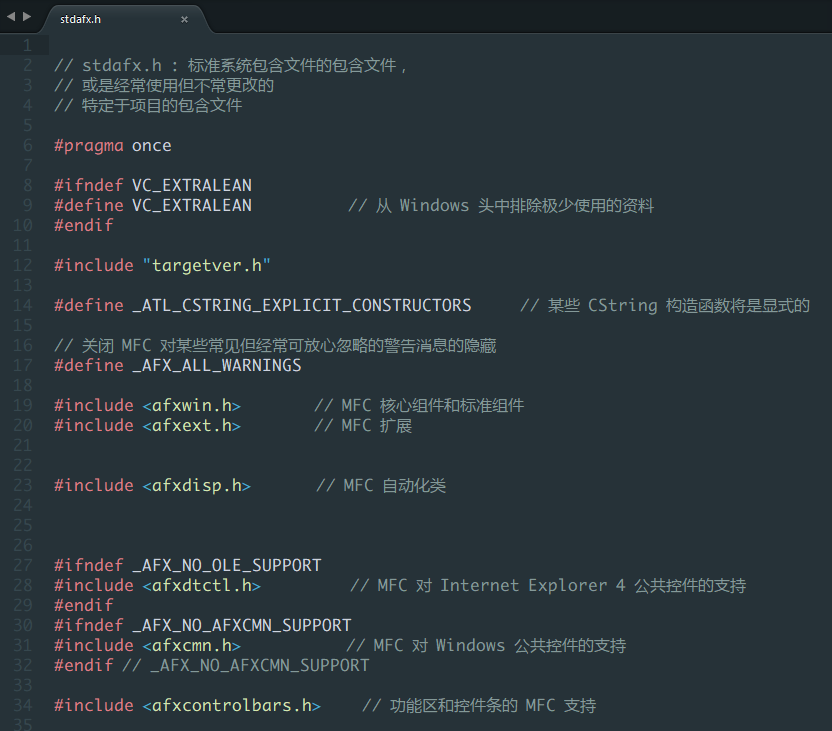 stdafx.h ×
1
2 // stdafx.h : 标准系统包含文件的包含文件，
3 // 或是经常使用但不常更改的
4 // 特定于项目的包含文件
5
6 #pragma once
7
8 #ifndef VC_EXTRALEAN
9 #define VC_EXTRALEAN // 从 Windows 头中排除极少使用的资料
10 #endif
11
12 #include "targetver.h"
13
14 #define _ATL_CSTRING_EXPLICIT_CONSTRUCTORS // 某些 CString 构造函数将是显式的
15
16 // 关闭 MFC 对某些常见但经常可放心忽略的警告消息的隐藏
17 #define _AFX_ALL_WARNINGS
18
19 #include <afxwin.h> // MFC 核心组件和标准组件
20 #include <afxext.h> // MFC 扩展
21
22
23 #include <afxdisp.h> // MFC 自动化类
24
25
26
27 #ifndef _AFX_NO_OLE_SUPPORT
28 #include <afxdtctl.h> // MFC 对 Internet Explorer 4 公共控件的支持
29 #endif
30 #ifndef _AFX_NO_AFXCMN_SUPPORT
31 #include <afxcmn.h> // MFC 对 Windows 公共控件的支持
32 #endif // _AFX_NO_AFXCMN_SUPPORT
33
34 #include <afxcontrolbars.h> // 功能区和控件条的 MFC 支持
35